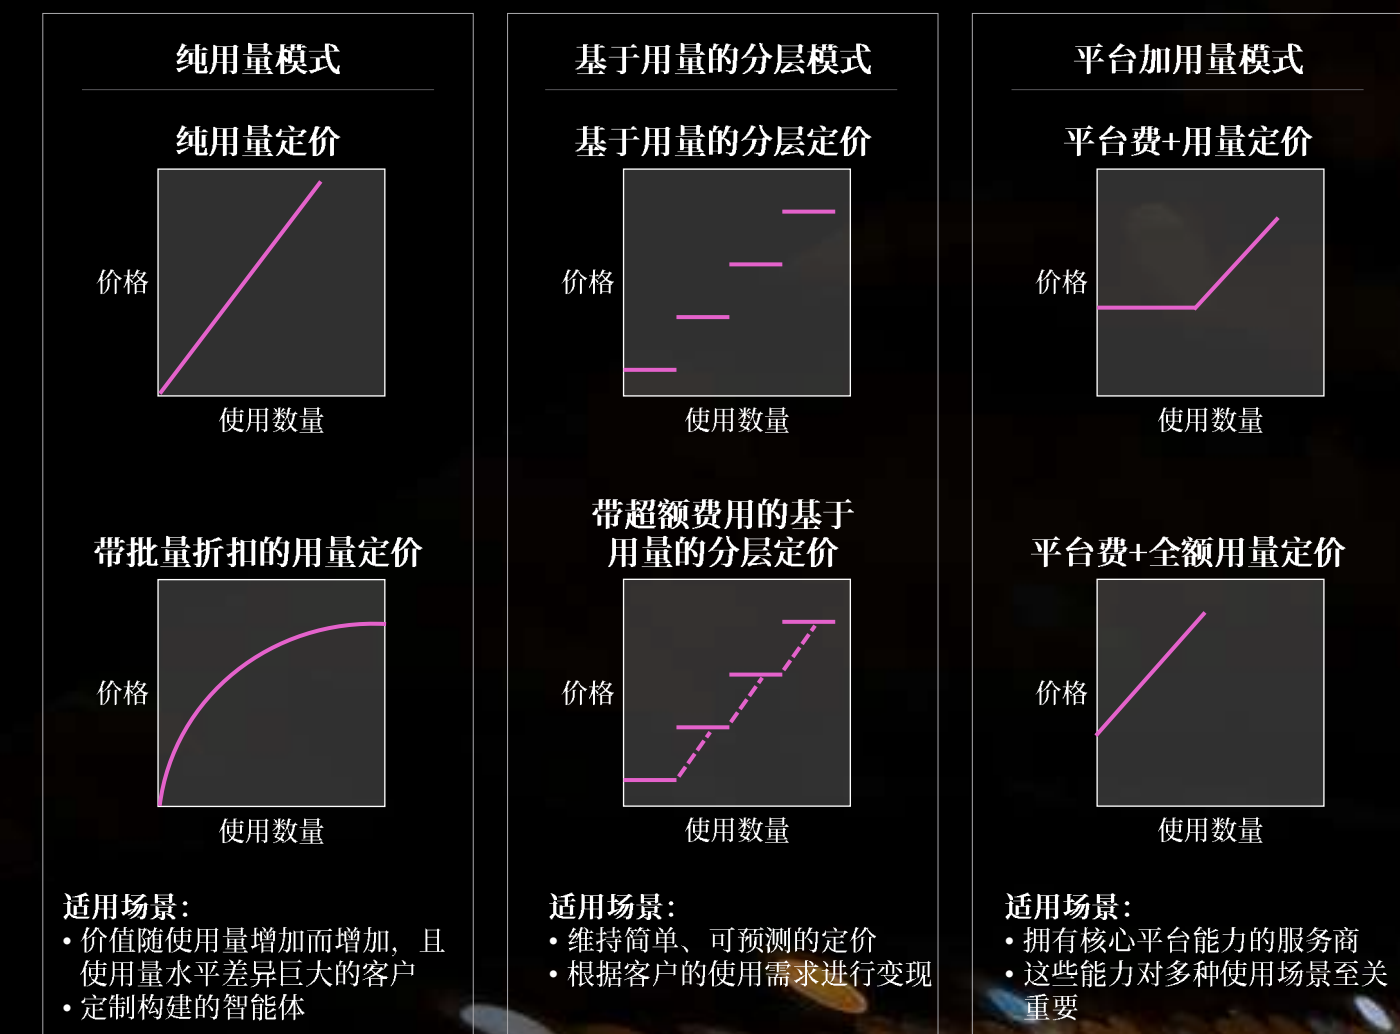 纯用量模式
纯用量定价
价格
使用数量
带批量折扣的用量定价
价格
使用数量
适用场景：
• 价值随使用量增加而增加，且
使用量水平差异巨大的客户
• 定制构建的智能体
基于用量的分层模式
基于用量的分层定价
价格
使用数量
带超额费用的基于
用量的分层定价
价格
使用数量
适用场景：
• 维持简单、可预测的定价
• 根据客户的使用需求进行变现
平台加用量模式
平台费+用量定价
价格
使用数量
平台费+全额用量定价
价格
使用数量
适用场景：
• 拥有核心平台能力的服务商
• 这些能力对多种使用场景至关
重要